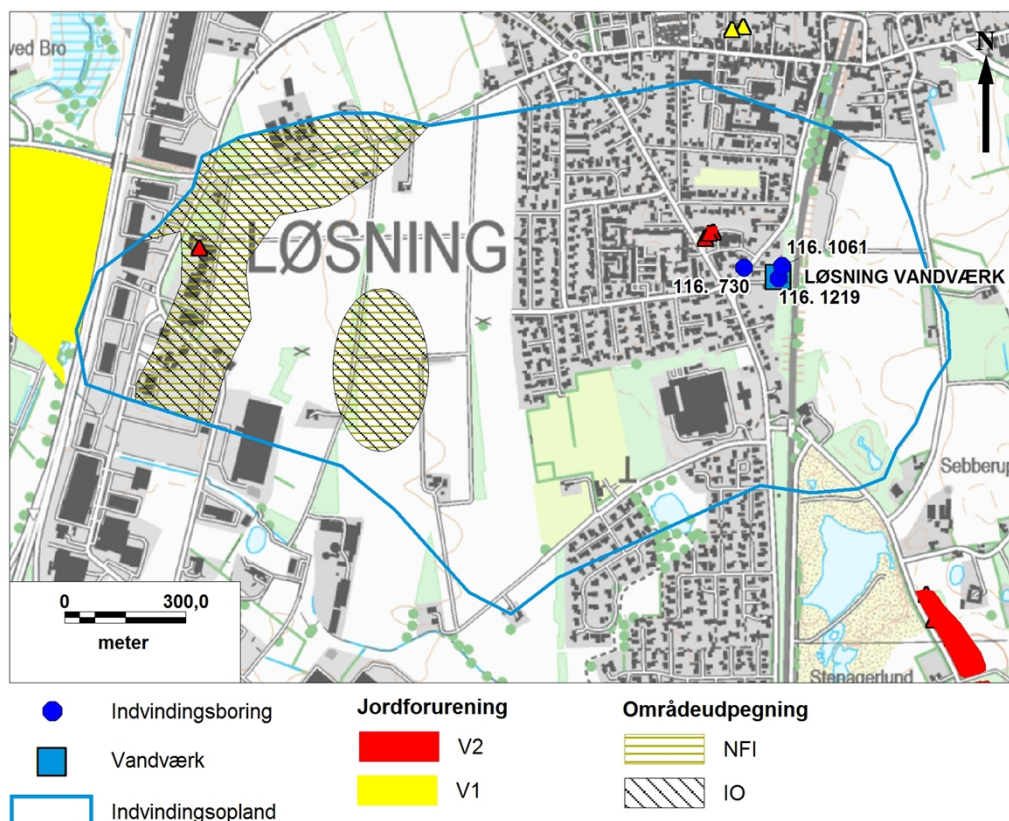 ved Bro
N
LØSNING
116. 1061
LØSNING VANDVÆRK
116. 730
116. 1219
Sebberup
0 300,0
meter
Stenagerlund
Indvindingsboring
Vandværk
Indvindingsopland
Jordforurening
V2
V1
Områdeudpegning
NFI
IO